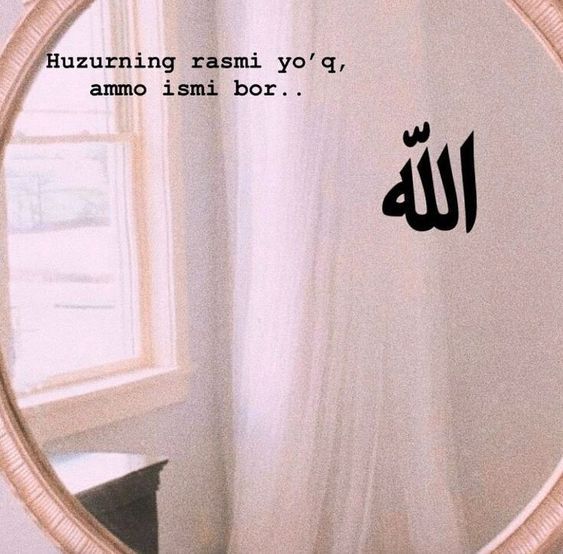 Huzurning rasmi yo’q,
ammo ismi bor..
الله